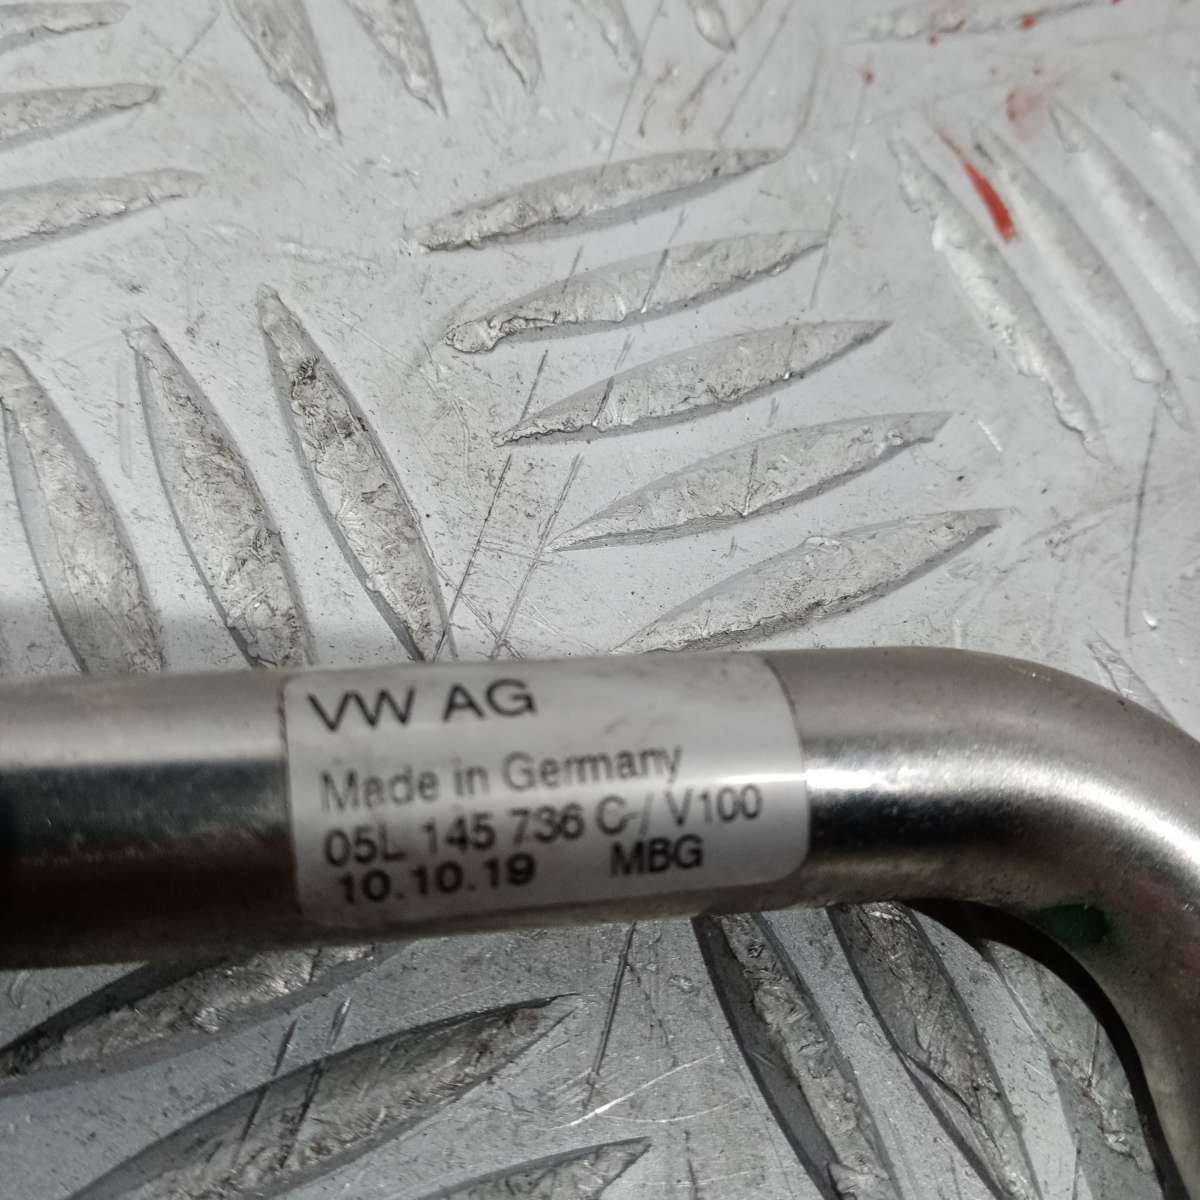 VW AG
Made in Germany
05L 145 736 C / V100
10.10.19 MBG